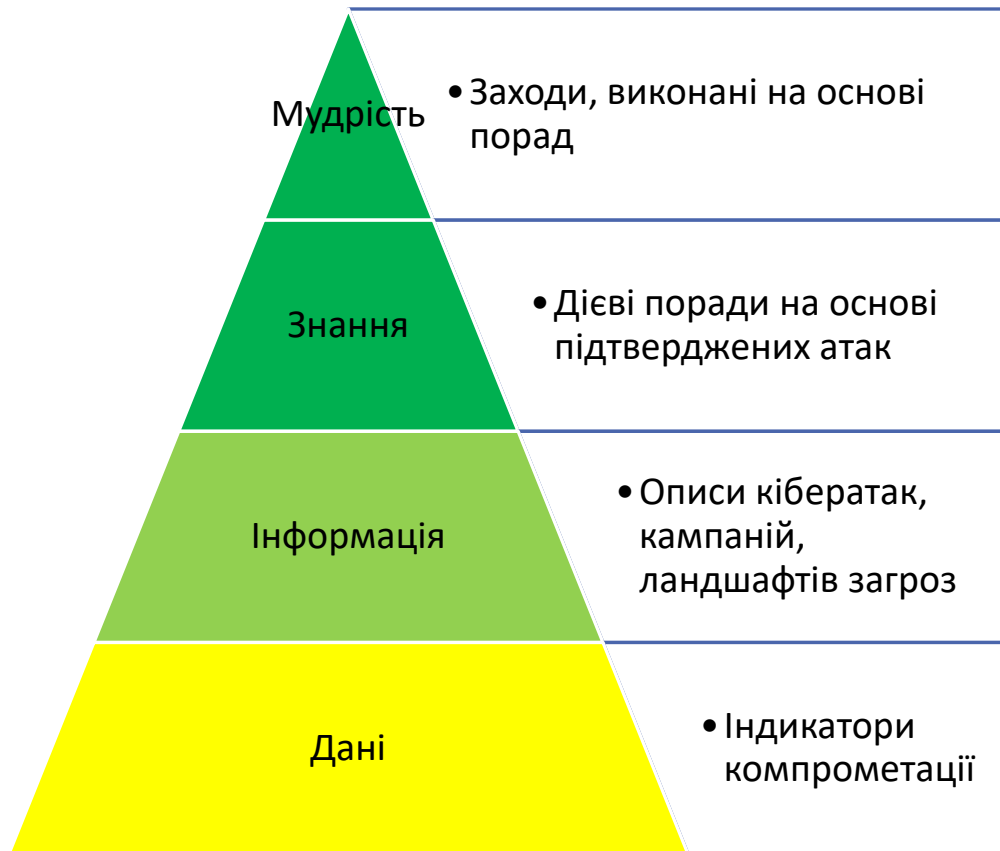 Мудрість
• Заходи, виконані на основі
порад
Знання
• Дієві поради на основі
підтверджених атак
Інформація
• Описи кібератак,
кампаній,
ландшафтів загроз
Дані
• Індикатори
компрометації